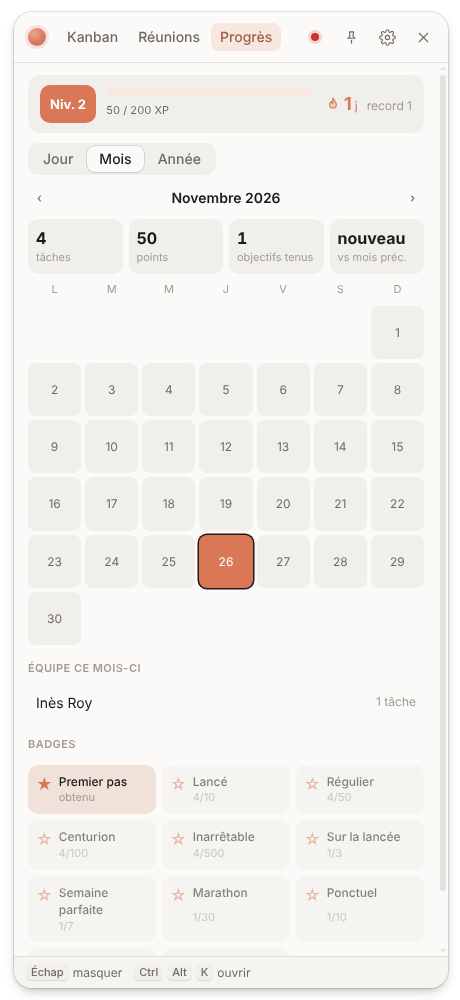 Kanban Réunions Progrès
Niv. 2
50 / 200 XP
1 j record 1
Jour Mois Année
‹ Novembre 2026 ›
4 50 1 nouveau
tâches points objectifs tenus vs mois préc.
L M M J V S D
1
2 3 4 5 6 7 8
9 10 11 12 13 14 15
16 17 18 19 20 21 22
23 24 25 26 27 28 29
30
ÉQUIPE CE MOIS-CI
Inès Roy 1 tâche
BADGES
Premier pas Lancé Régulier
obtenu 4/10 4/50
Centurion Inarrêtable Sur la lancée
4/100 4/500 1/3
Semaine parfaite Marathon Ponctuel
1/7 1/30 1/10
Échap masquer Ctrl Alt K ouvrir